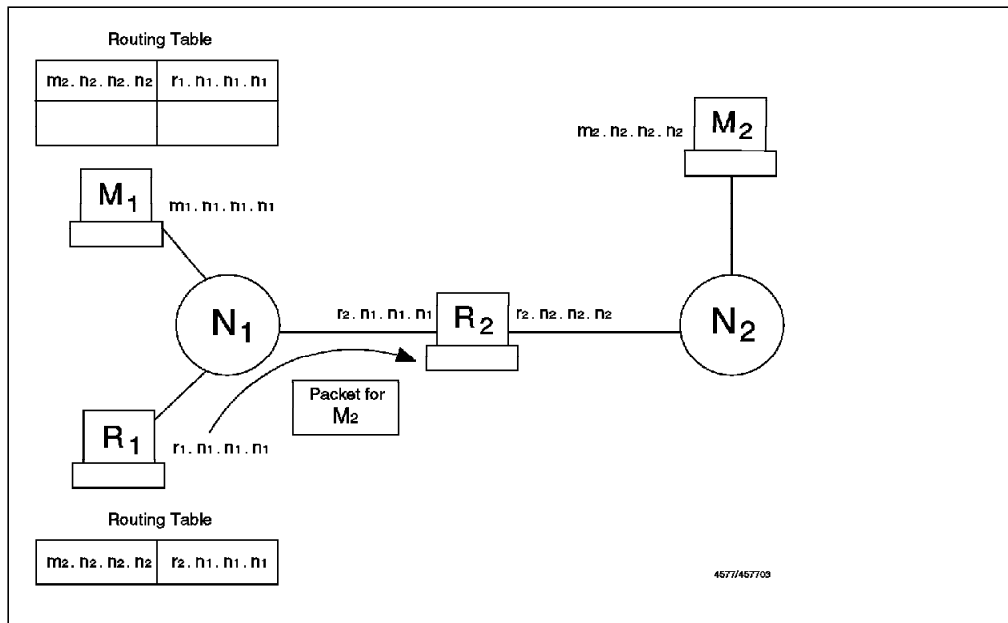 Routing Table
m2.n2.n2.n2 r1.n1.n1.n1
M2
m2.n2.n2.n2
M1
m1.n1.n1.n1
N1
r2.n1.n1.n1
R2
r2.n2.n2.n2
N2
Packet for
M2
R1
r1.n1.n1.n1
Routing Table
m2.n2.n2.n2 r2.n1.n1.n1
4577/457703